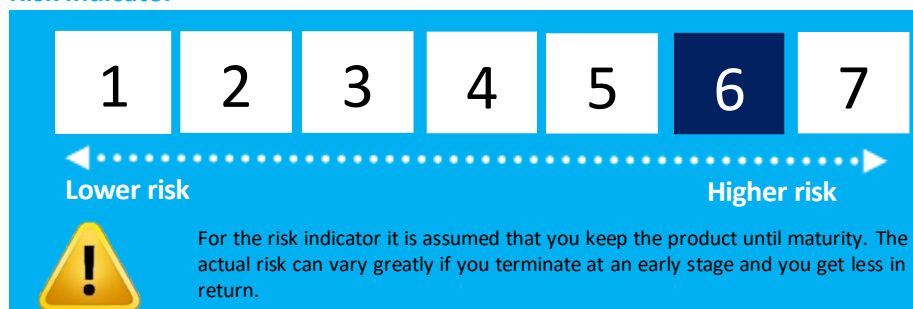 1 2 3 4 5 6 7
Lower risk Higher risk
For the risk indicator it is assumed that you keep the product until maturity. The
actual risk can vary greatly if you terminate at an early stage and you get less in
return.